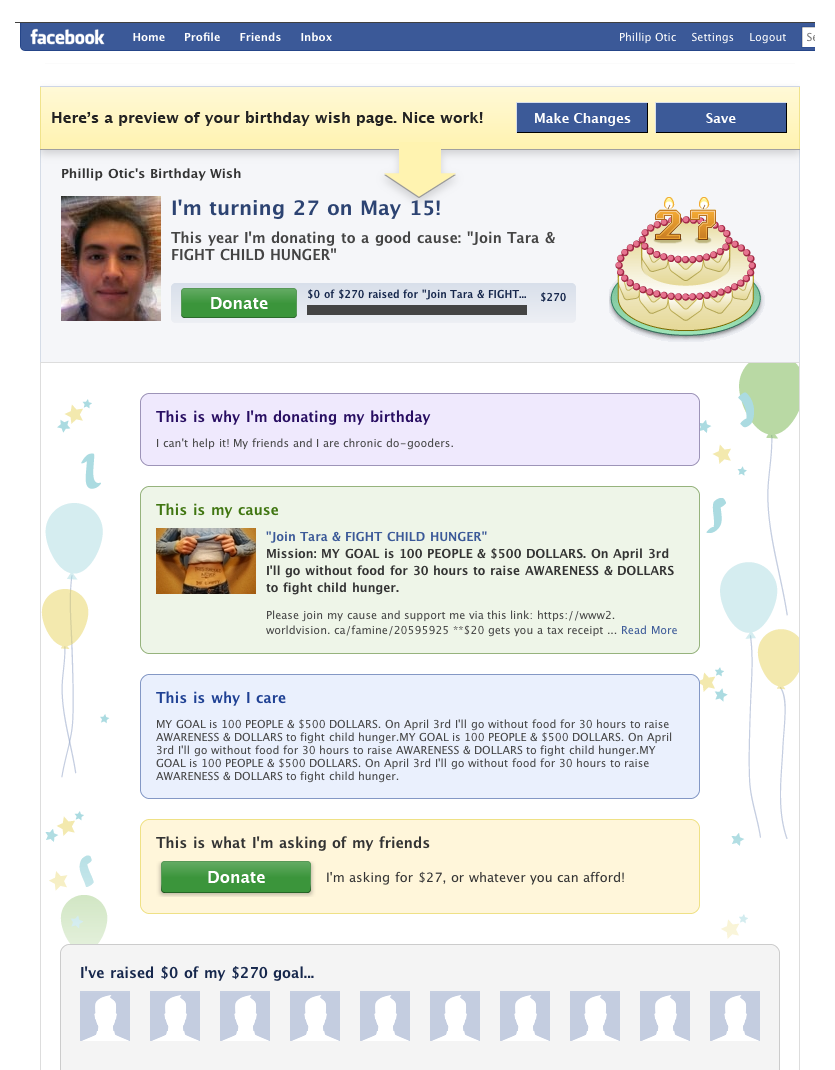 facebook Home Profile Friends Inbox Phillip Otic Settings Logout
Here's a preview of your birthday wish page. Nice work! Make Changes Save
Phillip Otic's Birthday Wish
I'm turning 27 on May 15!
This year I'm donating to a good cause: "Join Tara &
FIGHT CHILD HUNGER"
27
Donate $0 of $270 raised for "Join Tara & FIGHT... $270
This is why I'm donating my birthday
I can't help it! My friends and I are chronic do-gooders.
This is my cause
"Join Tara & FIGHT CHILD HUNGER"
Mission: MY GOAL is 100 PEOPLE & $500 DOLLARS. On April 3rd
I'll go without food for 30 hours to raise AWARENESS & DOLLARS
to fight child hunger.
Please join my cause and support me via this link: https://www2.
worldvision. ca/famine/20595925 **$20 gets you a tax receipt ... Read More
This is why I care
MY GOAL is 100 PEOPLE & $500 DOLLARS. On April 3rd I'll go without food for 30 hours to raise
AWARENESS & DOLLARS to fight child hunger.MY GOAL is 100 PEOPLE & $500 DOLLARS. On April
3rd I'll go without food for 30 hours to raise AWARENESS & DOLLARS to fight child hunger.MY
GOAL is 100 PEOPLE & $500 DOLLARS. On April 3rd I'll go without food for 30 hours to raise
AWARENESS & DOLLARS to fight child hunger.
This is what I'm asking of my friends
Donate I'm asking for $27, or whatever you can afford!
I've raised $0 of my $270 goal...